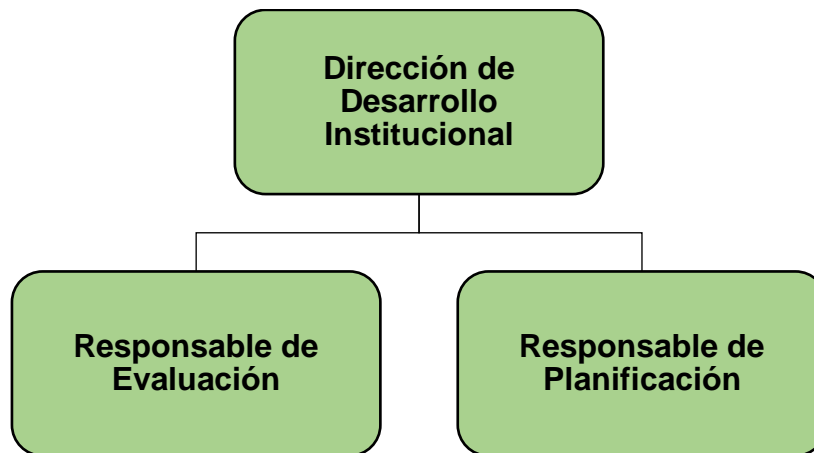 Dirección de
Desarrollo
Institucional
Responsable de
Evaluación
Responsable de
Planificación